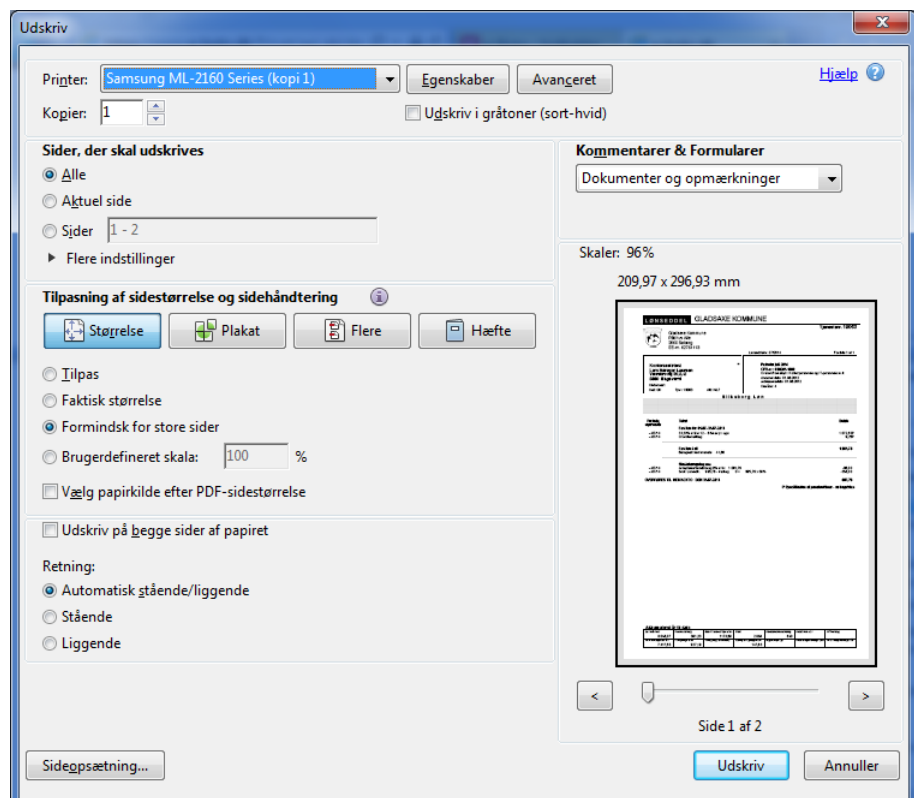 Udskriv
Printer: Samsung ML-2160 Series (kopi 1) Egenskaber Avanceret Hjælp
Kopier: 1 Udskriv i gråtoner (sort-hvid)
Sider, der skal udskrives
Alle
Aktuel side
Sider 1 - 2
Flere indstillinger
Tilpasning af sidestørrelse og sidehåndtering
Størrelse Plakat Flere Hæfte
Tilpas
Faktisk størrelse
Formindsk for store sider
Brugerdefineret skala: 100 %
Vælg papirkilde efter PDF-sidestørrelse
Udskriv på begge sider af papiret
Retning:
Automatisk stående/liggende
Stående
Liggende
Kommentarer & Formularer
Dokumenter og opmærkninger
Skaler: 96%
209,97 x 296,93 mm
LØNSEDDEL GLADSAXE KOMMUNE
< >
Side 1 af 2
Sideopsætning... Udskriv Annuller